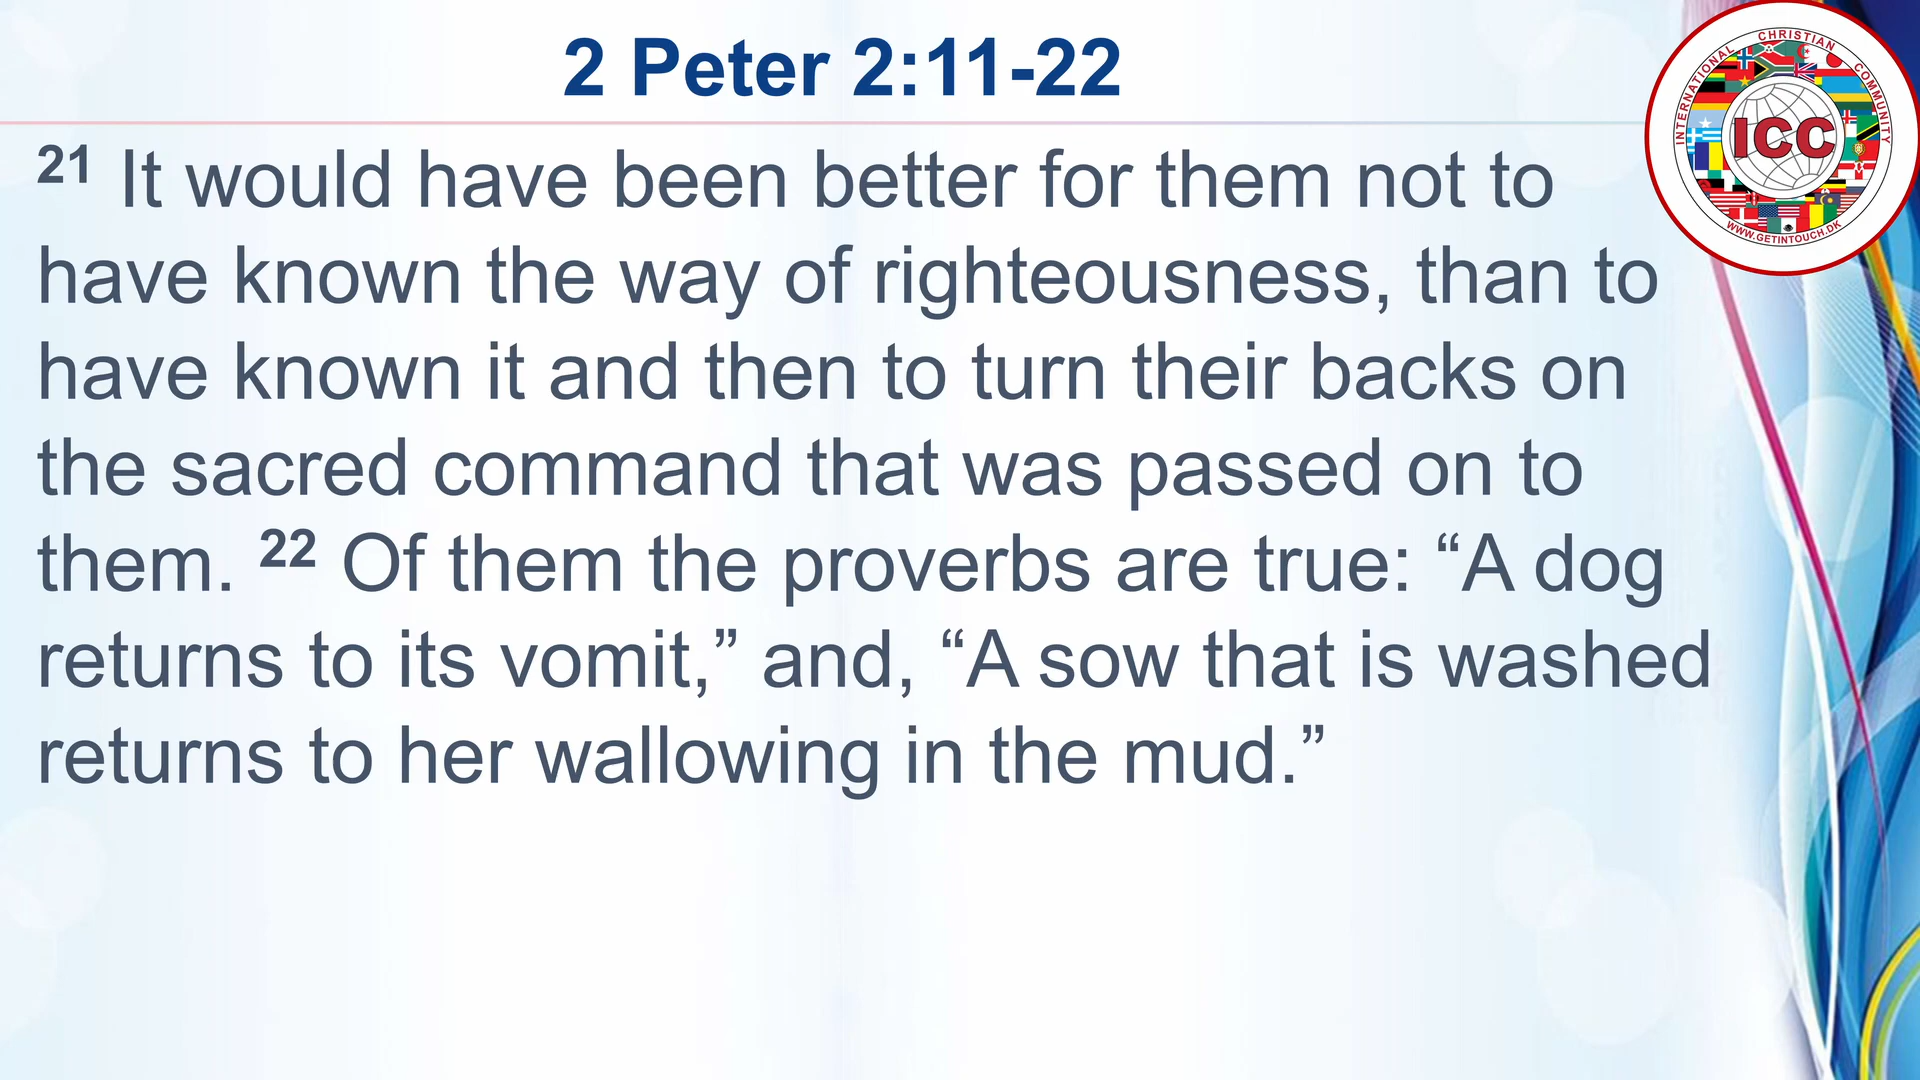 2 Peter 2:11-22
INTERNATIONAL CHRISTIAN COMMUNITY
ICC
WWW.GETINTOUCH.DK
21 It would have been better for them not to
have known the way of righteousness, than to
have known it and then to turn their backs on
the sacred command that was passed on to
them. 22 Of them the proverbs are true: “A dog
returns to its vomit,” and, “A sow that is washed
returns to her wallowing in the mud.”